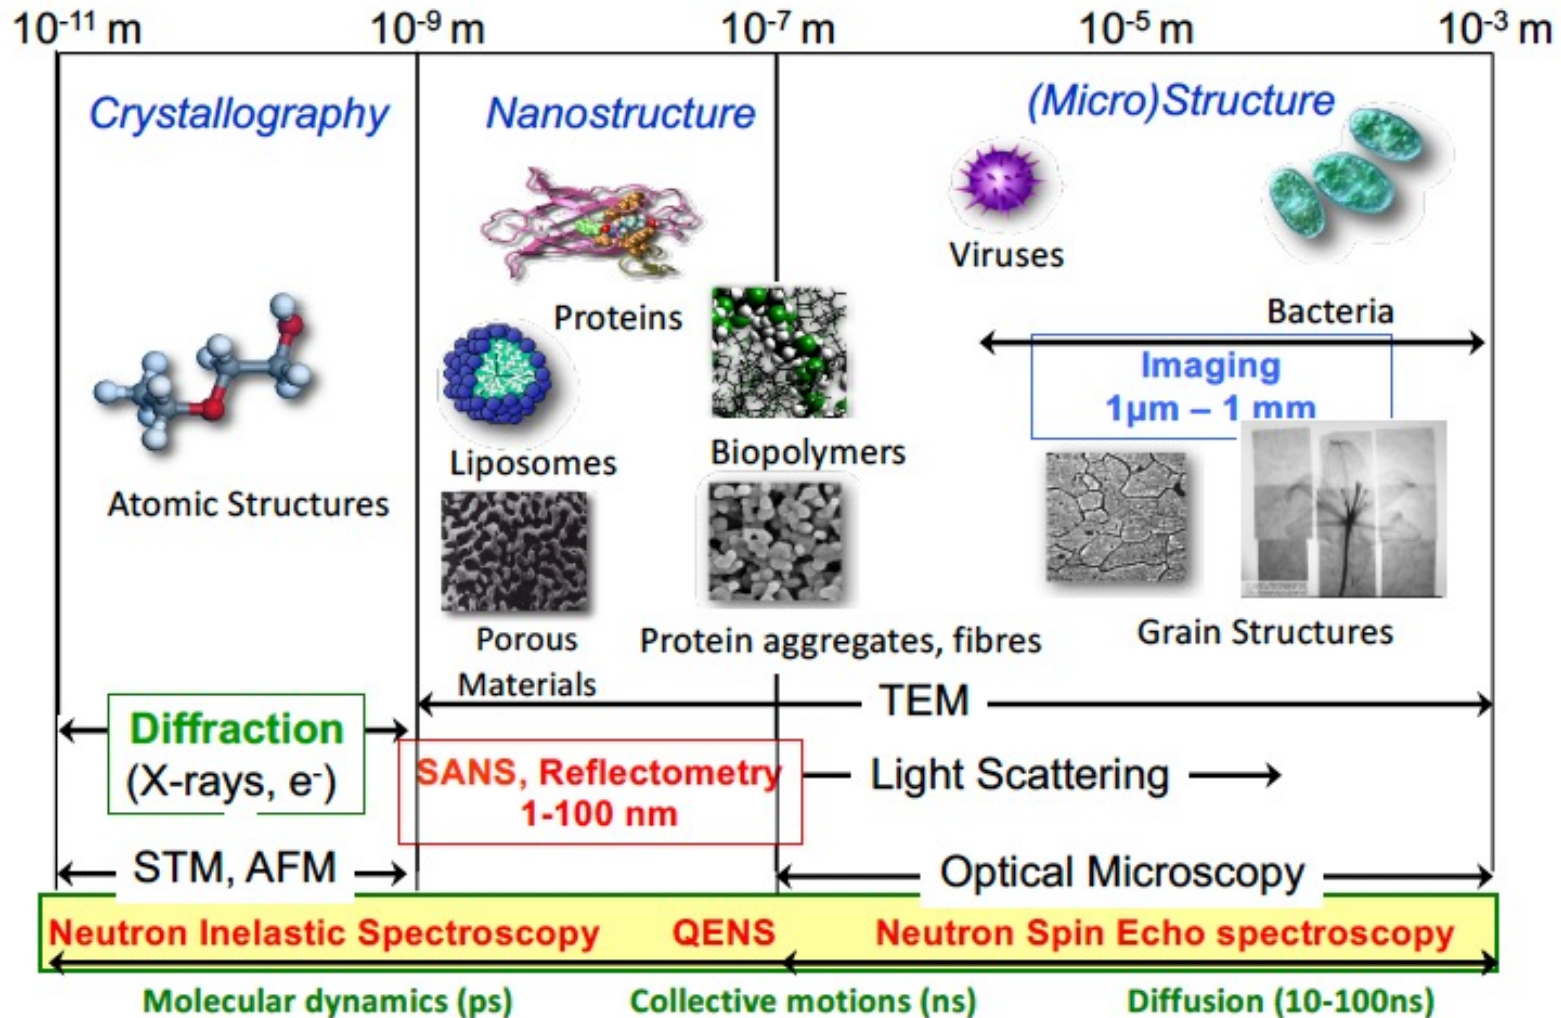 10⁻¹¹ m 10⁻⁹ m 10⁻⁷ m 10⁻⁵ m 10⁻³ m
Crystallography Nanostructure (Micro)Structure
Viruses
Bacteria
Proteins
Imaging
1µm – 1 mm
Liposomes
Biopolymers
Atomic Structures
Porous
Materials
Protein aggregates, fibres
Grain Structures
TEM
Diffraction
(X-rays, e⁻)
SANS, Reflectometry
1-100 nm
Light Scattering
STM, AFM
Optical Microscopy
Neutron Inelastic Spectroscopy QENS Neutron Spin Echo spectroscopy
Molecular dynamics (ps) Collective motions (ns) Diffusion (10-100ns)